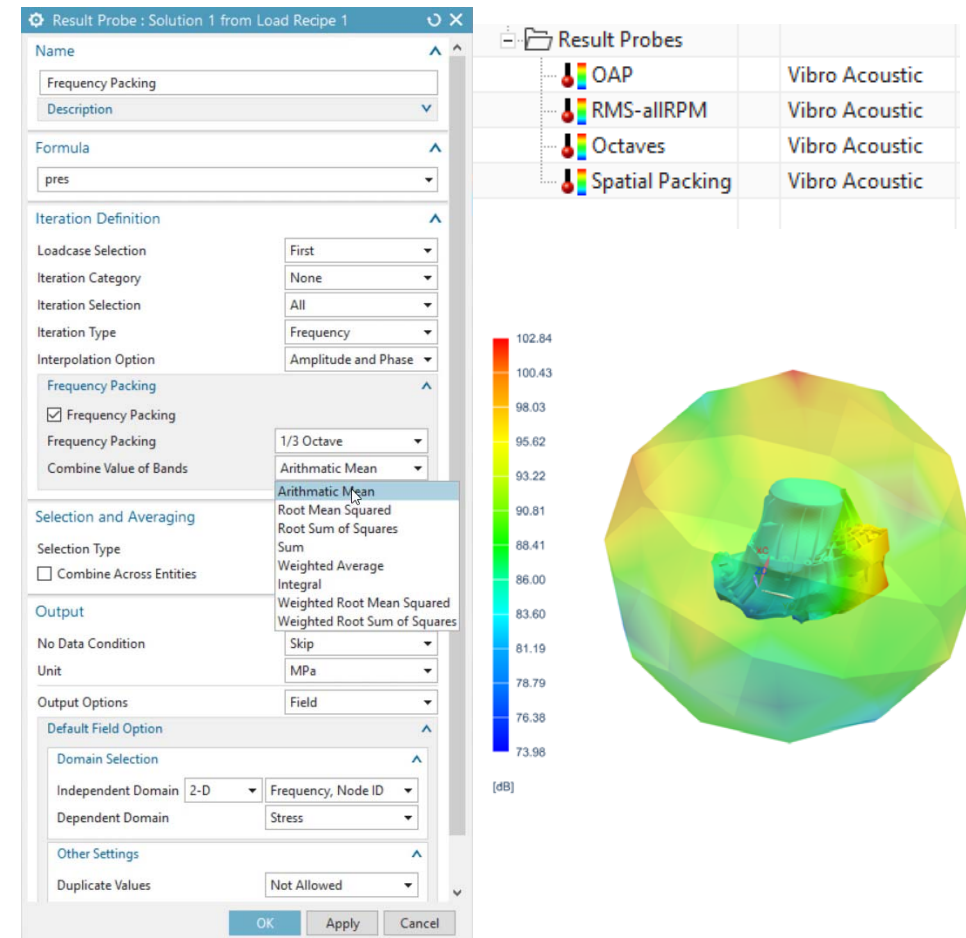 Result Probe : Solution 1 from Load Recipe 1
Name
Frequency Packing
Description
Formula
pres
Iteration Definition
Loadcase Selection First
Iteration Category None
Iteration Selection All
Iteration Type Frequency
Interpolation Option Amplitude and Phase
Frequency Packing
Frequency Packing
Frequency Packing 1/3 Octave
Combine Value of Bands Arithmatic Mean
Arithmatic Mean
Root Mean Squared
Root Sum of Squares
Sum
Weighted Average
Integral
Weighted Root Mean Squared
Weighted Root Sum of Squares
Selection and Averaging
Selection Type
Combine Across Entities
Output
No Data Condition Skip
Unit MPa
Output Options Field
Default Field Option
Domain Selection
Independent Domain 2-D Frequency, Node ID
Dependent Domain Stress
Other Settings
Duplicate Values Not Allowed
OK Apply Cancel
Result Probes
OAP Vibro Acoustic
RMS-allRPM Vibro Acoustic
Octaves Vibro Acoustic
Spatial Packing Vibro Acoustic
102.84
100.43
98.03
95.62
93.22
90.81
88.41
86.00
83.60
81.19
78.79
76.38
73.98
[dB]
XC